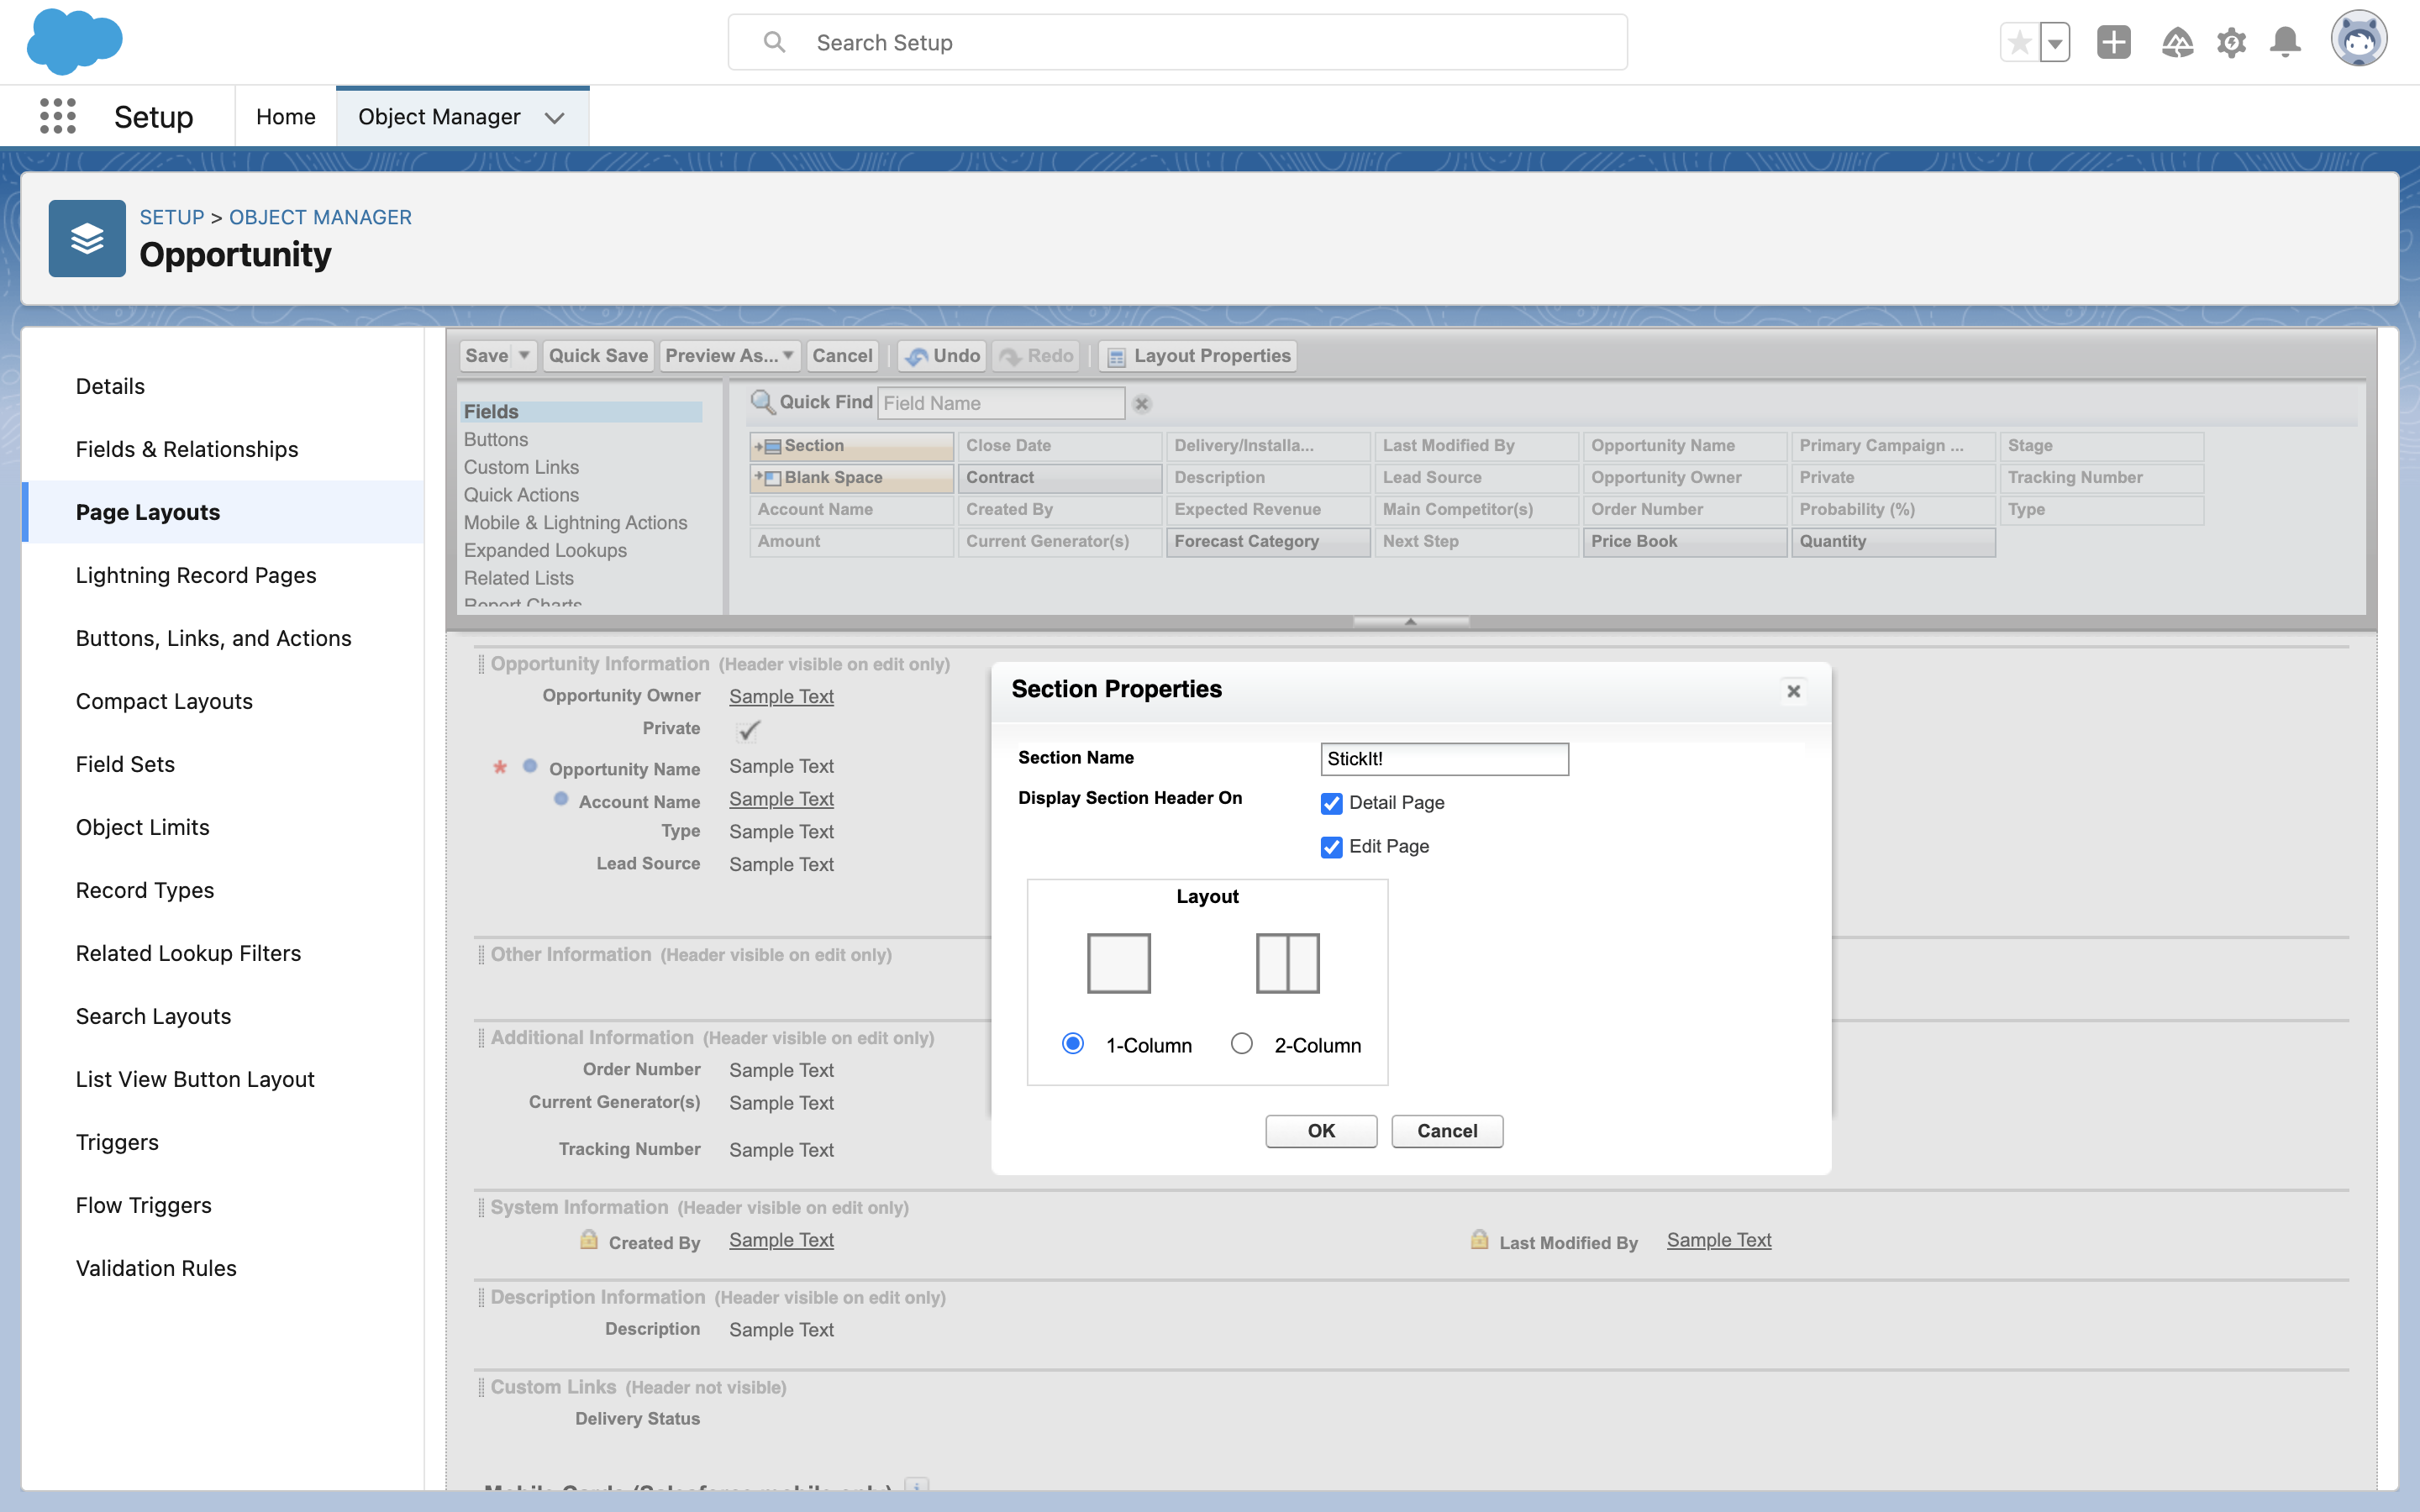 Search Setup
Setup
Home
Object Manager
SETUP > OBJECT MANAGER
Opportunity
Details
Fields & Relationships
Page Layouts
Lightning Record Pages
Buttons, Links, and Actions
Compact Layouts
Field Sets
Object Limits
Record Types
Related Lookup Filters
Search Layouts
List View Button Layout
Triggers
Flow Triggers
Validation Rules
Save Quick Save Preview As... Cancel Undo Redo Layout Properties
Fields
Buttons
Custom Links
Quick Actions
Mobile & Lightning Actions
Expanded Lookups
Related Lists
Report Charts
Quick Find Field Name
Section Close Date Delivery/Installa... Last Modified By Opportunity Name Primary Campaign ... Stage
Blank Space Contract Description Lead Source Opportunity Owner Private Tracking Number
Account Name Created By Expected Revenue Main Competitor(s) Order Number Probability (%) Type
Amount Current Generator(s) Forecast Category Next Step Price Book Quantity
Opportunity Information (Header visible on edit only)
Opportunity Owner Sample Text
Private
* Opportunity Name Sample Text
Account Name Sample Text
Type Sample Text
Lead Source Sample Text
Other Information (Header visible on edit only)
Additional Information (Header visible on edit only)
Order Number Sample Text
Current Generator(s) Sample Text
Tracking Number Sample Text
System Information (Header visible on edit only)
Created By Sample Text Last Modified By Sample Text
Description Information (Header visible on edit only)
Description Sample Text
Custom Links (Header not visible)
Delivery Status
Mobile Cards (Salesforce mobile only)
Section Properties
Section Name StickIt!
Display Section Header On
Detail Page
Edit Page
Layout
1-Column 2-Column
OK Cancel